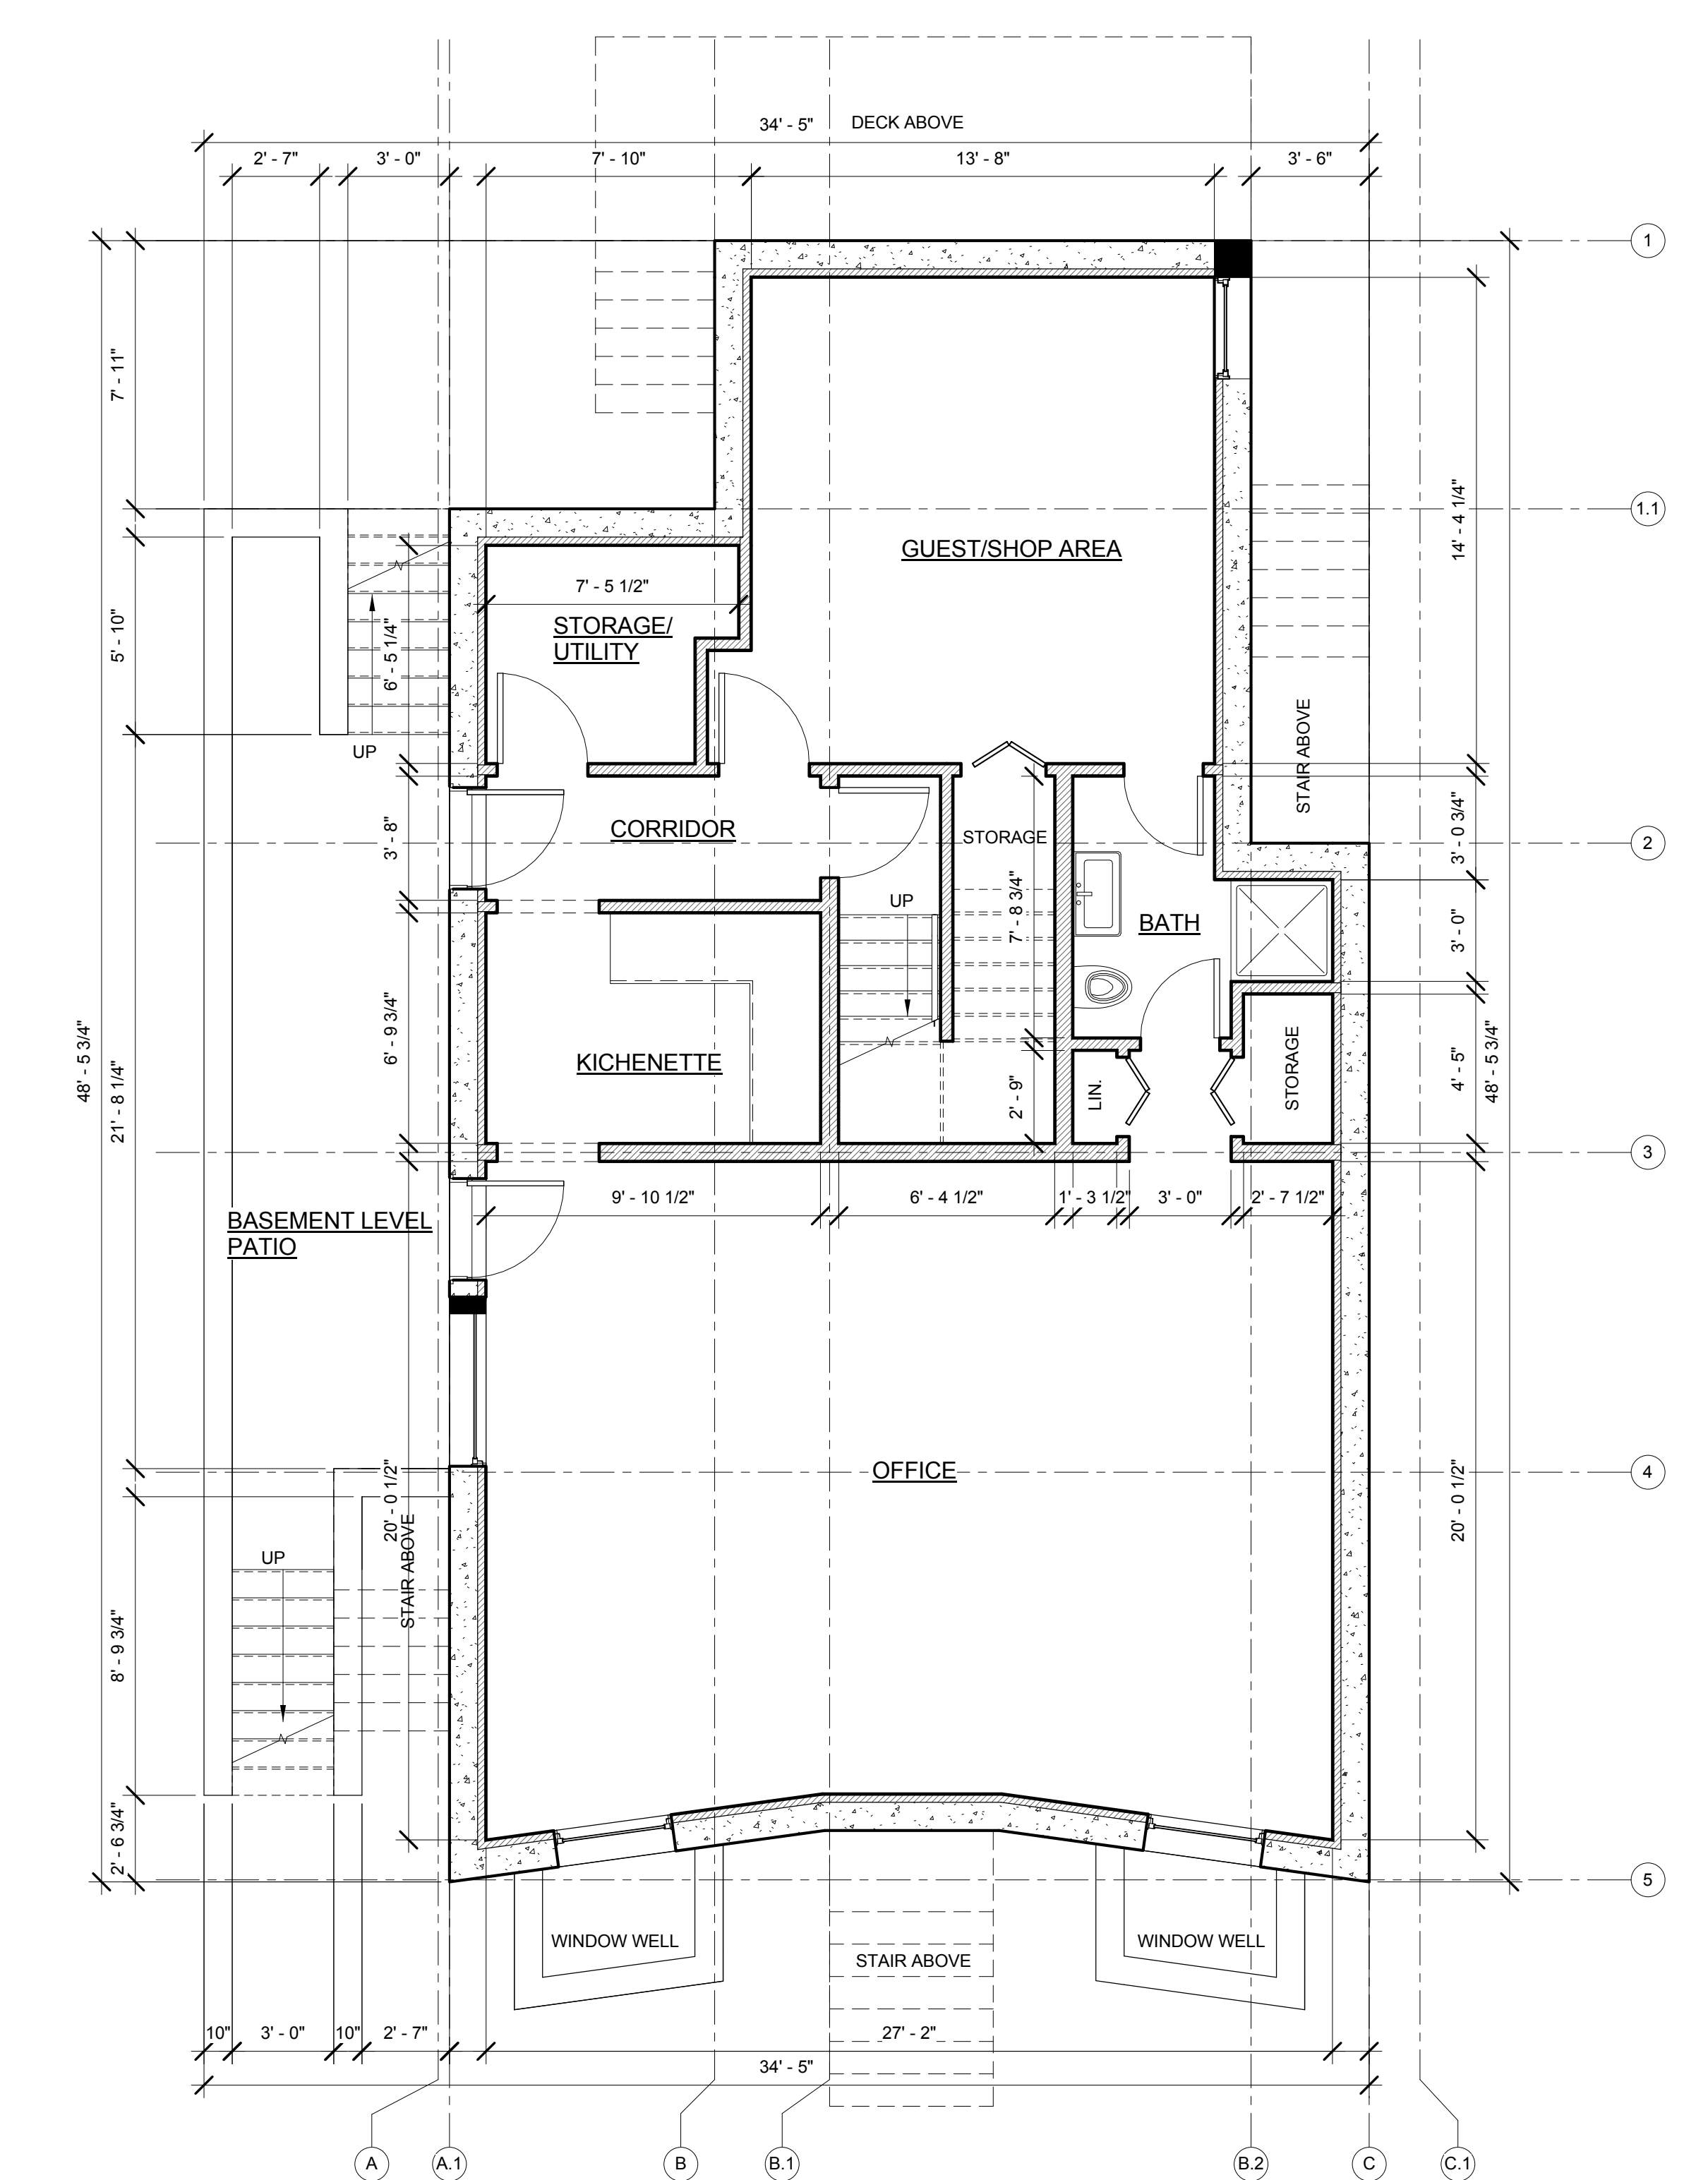 34' - 5"
DECK ABOVE
2' - 7"
3' - 0"
7' - 10"
13' - 8"
3' - 6"
1
7' - 11"
1.1
14' - 4 1/4"
GUEST/SHOP AREA
7' - 5 1/2"
STORAGE/
UTILITY
5' - 10"
6' - 5 1/4"
UP
STAIR ABOVE
CORRIDOR
STORAGE
3' - 8"
3' - 0 3/4"
2
UP
7' - 8 3/4"
BATH
3' - 0"
48' - 5 3/4"
21' - 8 1/4"
6' - 9 3/4"
KICHENETTE
2' - 9"
LIN.
STORAGE
4' - 5"
48' - 5 3/4"
3
9' - 10 1/2"
6' - 4 1/2"
1' - 3 1/2"
3' - 0"
2' - 7 1/2"
BASEMENT LEVEL
PATIO
OFFICE
4
20' - 0 1/2"
20' - 0 1/2"
STAIR ABOVE
UP
8' - 9 3/4"
2' - 6 3/4"
5
WINDOW WELL
STAIR ABOVE
WINDOW WELL
10"
3' - 0"
10"
2' - 7"
27' - 2"
34' - 5"
A
A.1
B
B.1
B.2
C
C.1